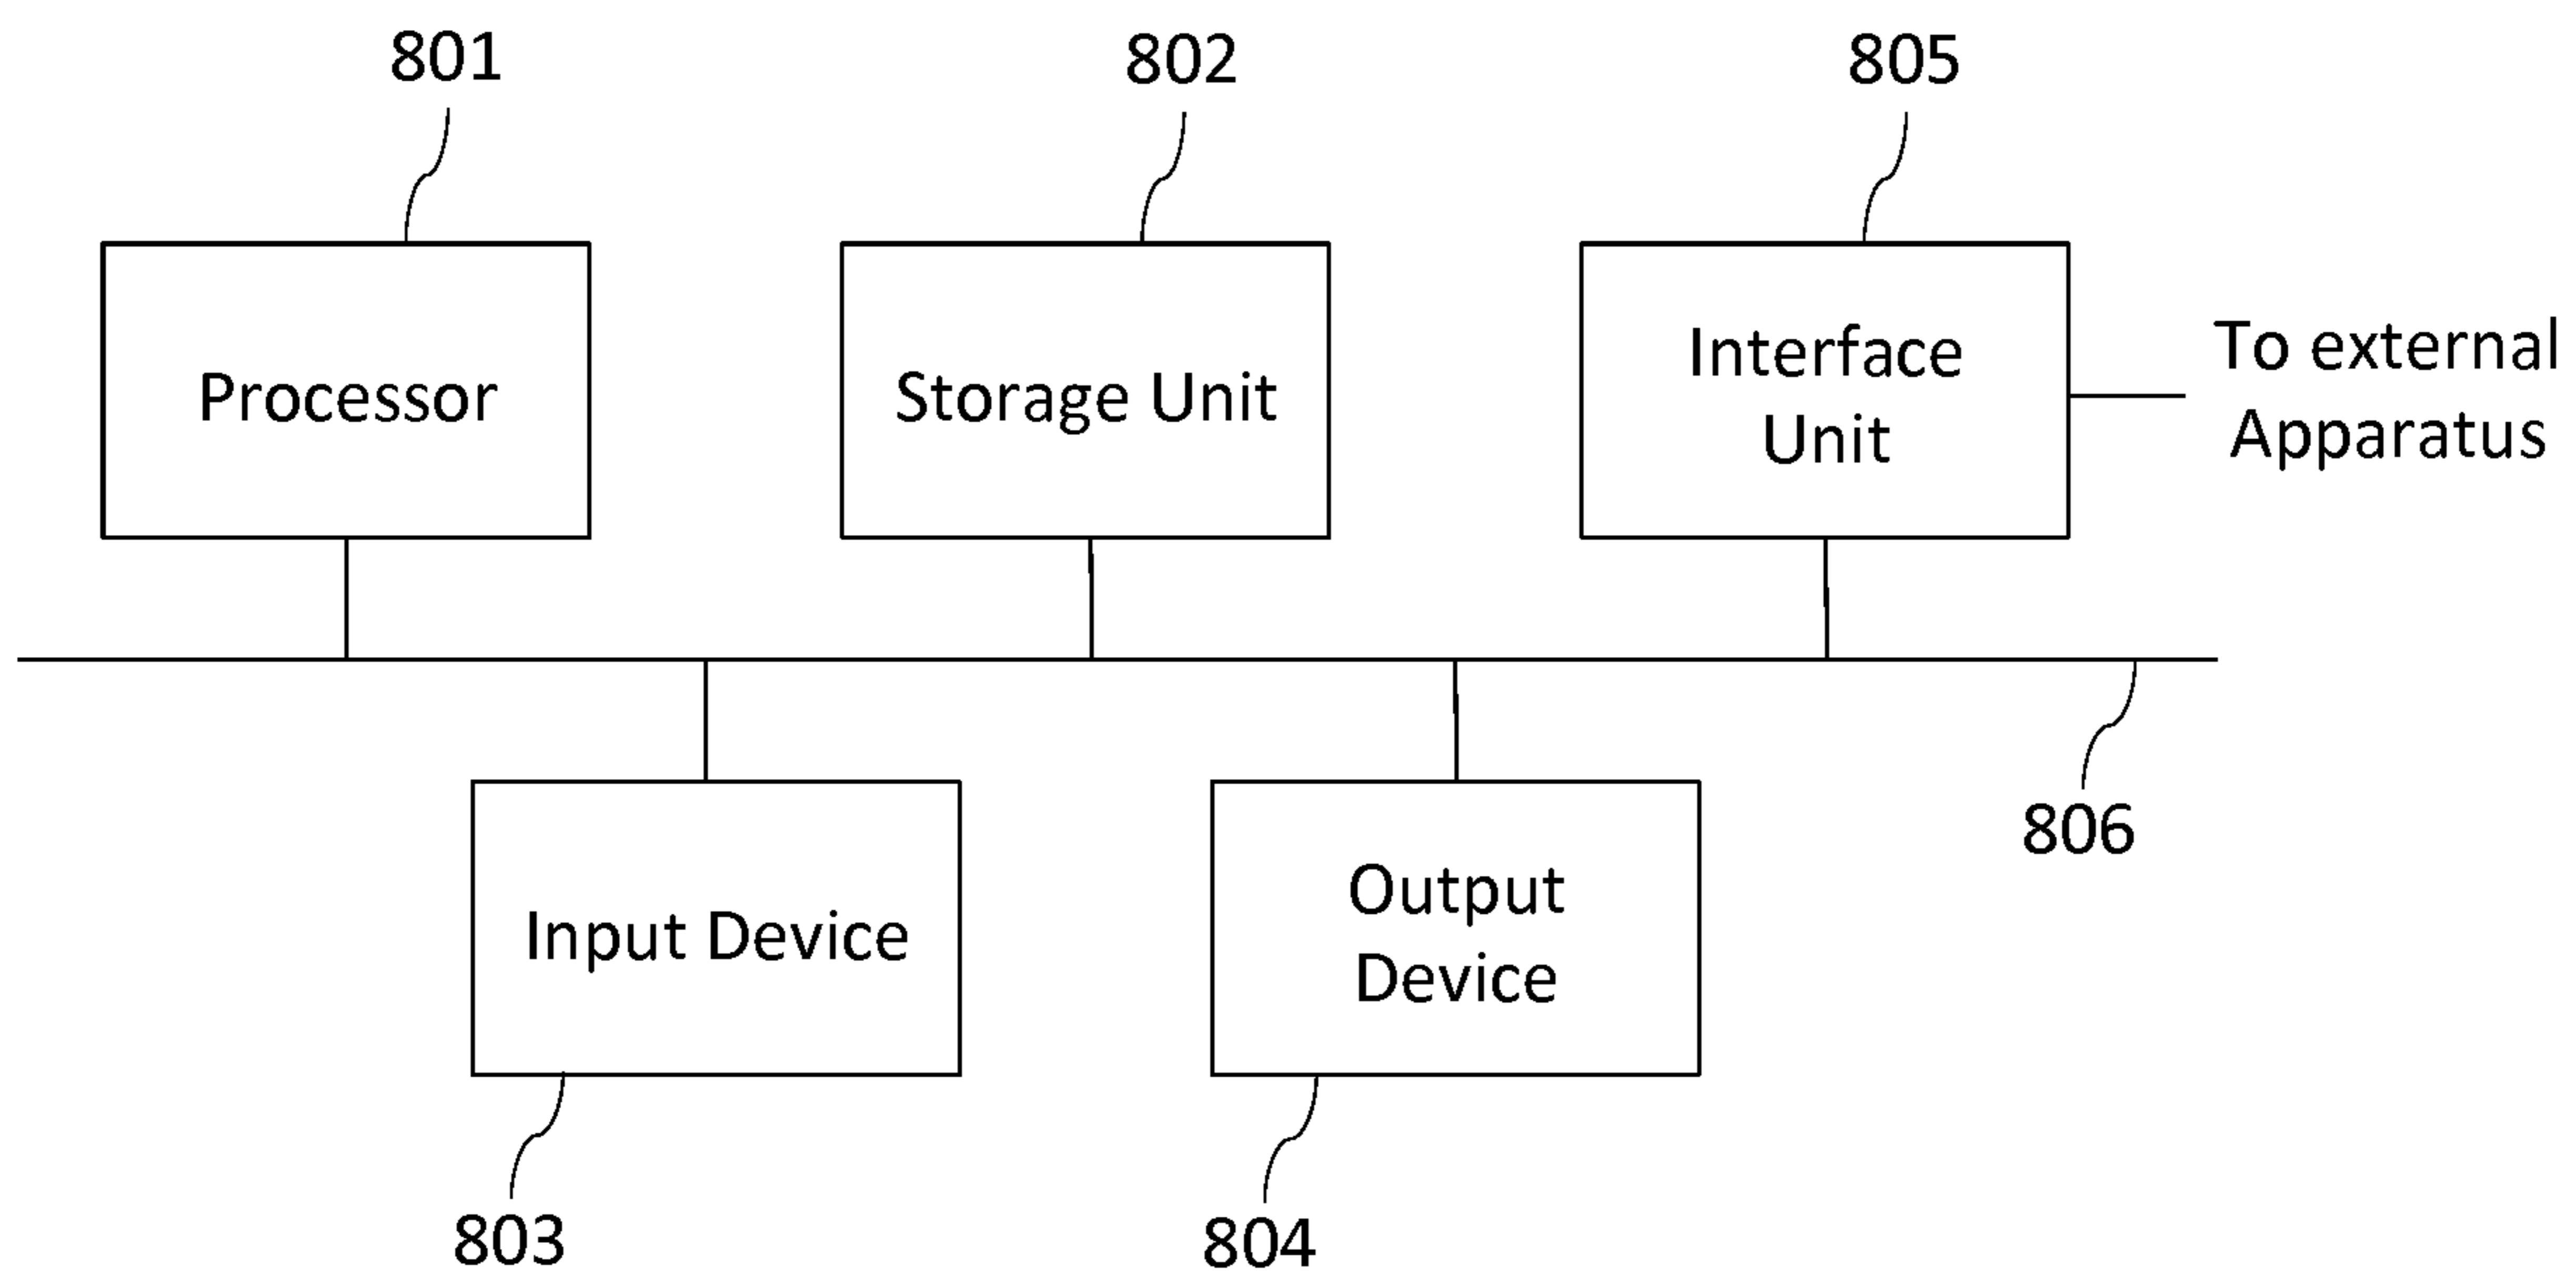 801
802
805
Processor
Storage Unit
Interface
Unit
To external
Apparatus
806
Input Device
Output
Device
803
804